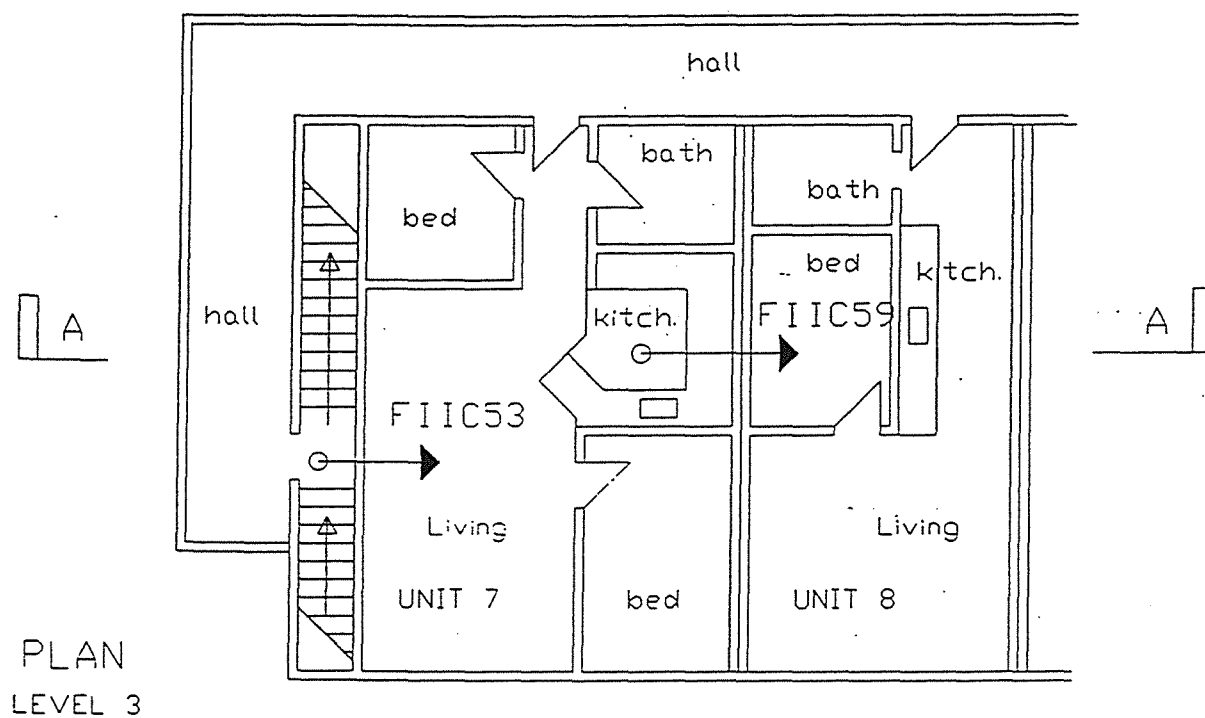 hall
bath
bath
bed
bed
kitch.
hall
kitch.
FIIC59
A
A
FIIC53
Living
Living
UNIT 7
bed
UNIT 8
PLAN
LEVEL 3